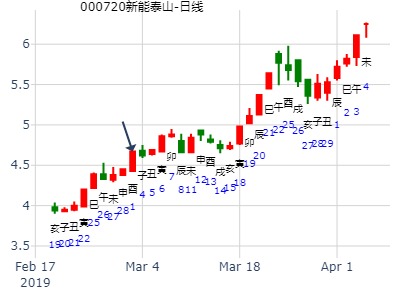 000720新能泰山-日线
6
5.5
5
4.5
4
3.5
亥子丑寅
巳午未申酉
子丑寅卯
辰未
申酉戌亥寅
卯辰
巳午酉戌
亥子丑辰
巳午未
19 20 21 22
25 26 27 28 1
4 5 6 7
8 11
12 13 14 15 18
19 20
21 22 25 26
27 28 29 1
2 3 4
Feb 17 Mar 4 Mar 18 Apr 1
2019